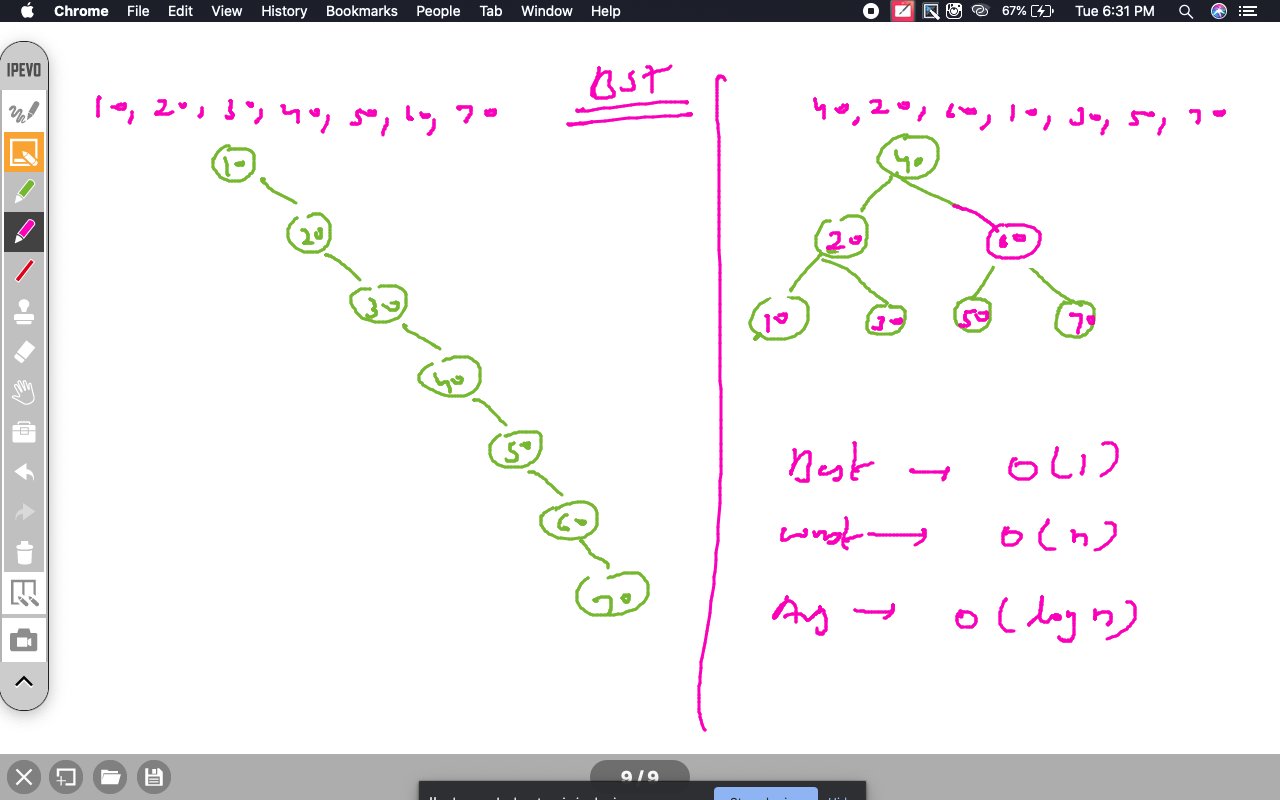 Chrome File Edit View History Bookmarks People Tab Window Help 67% Tue 6:31 PM
IPEVO
BST
10, 20, 30, 40, 50, 60, 70
10
20
30
40
50
60
70
40, 20, 60, 10, 30, 50, 70
40
20 60
10 30 50 70
Best → O(1)
worst → O(n)
Avg → O(log n)
9/9